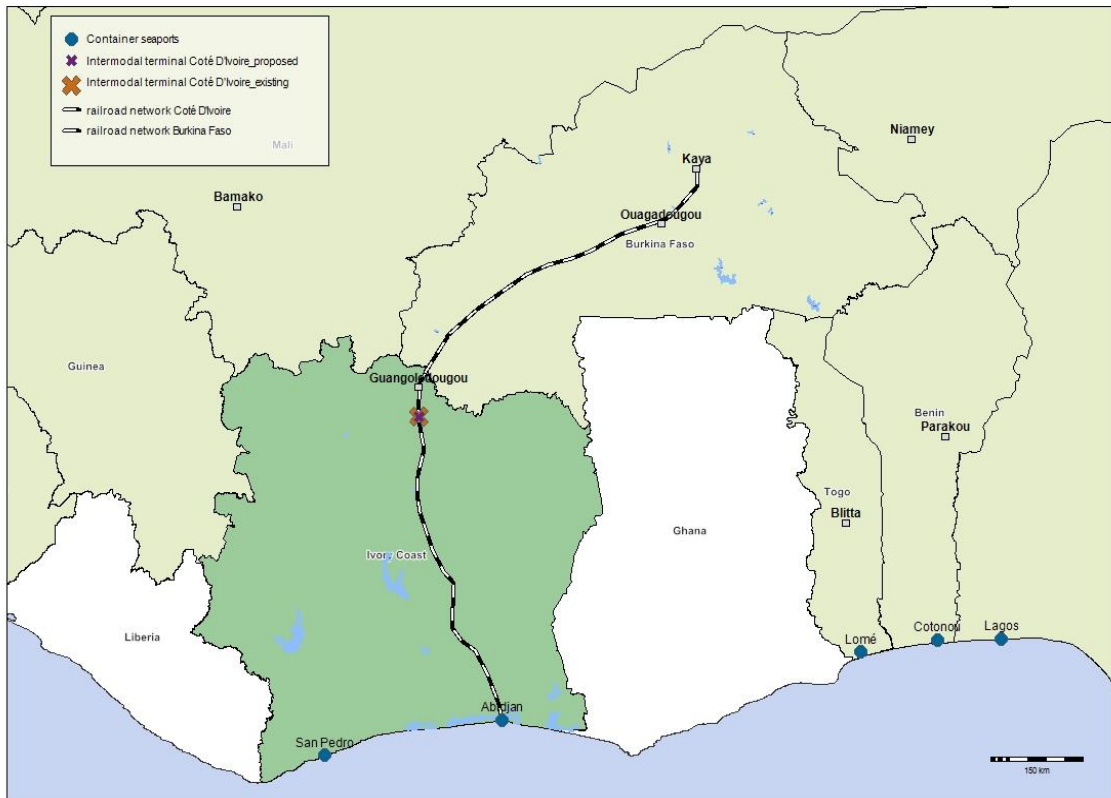 Container seaports
Intermodal terminal Coté D'Ivoire_proposed
Intermodal terminal Coté D'Ivoire_existing
railroad network Coté D'Ivoire
railroad network Burkina Faso
Mali
Niamey
Kaya
Bamako
Ouagadougou
Burkina Faso
Guinea
Guangolodougou
Benin
Parakou
Togo
Blitta
Ghana
Ivory Coast
Liberia
Lomé
Cotonou
Lagos
Abidjan
San Pedro
150 km